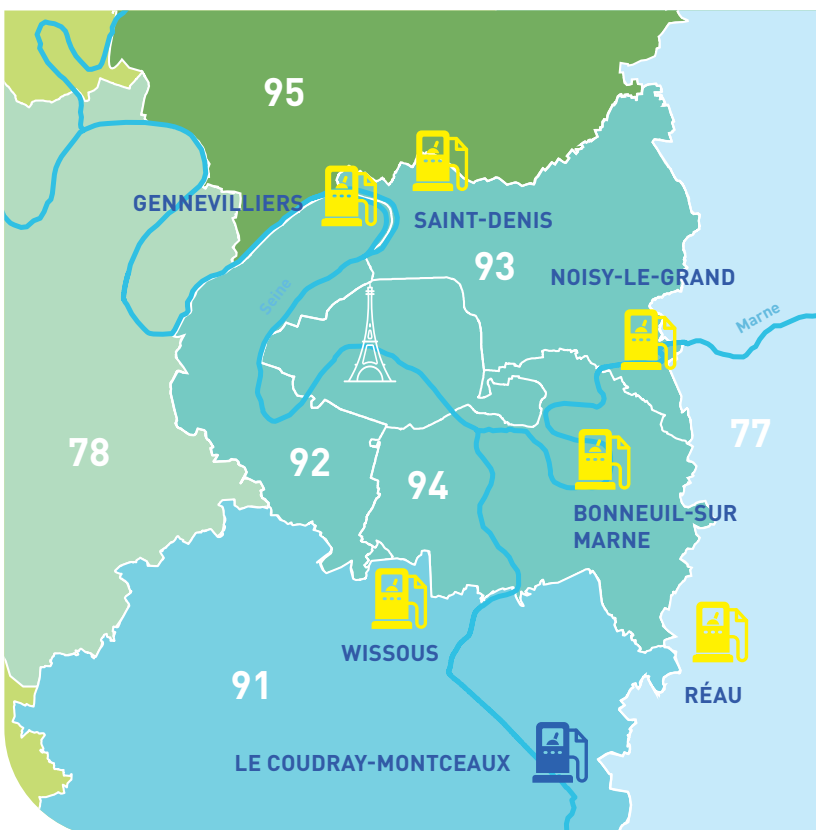 95
GENNEVILLIERS
SAINT-DENIS
93
NOISY-LE-GRAND
Seine
Marne
78
92
94
77
BONNEUIL-SUR
MARNE
WISSOUS
91
RÉAU
LE COUDRAY-MONTCEAUX